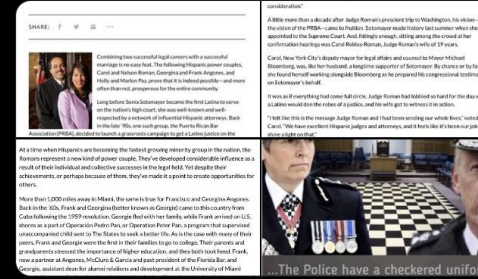 SHARE:
Combining two successful legal careers with a successful
marriage is no easy feat. The following Hispanic power couples,
Carol and Nelson Roman, Georgina and Frank Angones, and
Holly and Marlon Paz, prove that it is indeed possible—and more
often than not, prosperous for the entire community.
Long before Sonia Sotomayor became the first Latino to serve
on the nation's high court, she was well-known and well-
respected by a network of influential Hispanic attorneys. Back
in the late '90s, one such group, the Puerto Rican Bar
Association (PRBA), decided to launch a grassroots campaign to get a Latino justice on the
consideration."
A little more than a decade after Judge Roman's prescient trip to Washington, his vision—
the vision of the PRBA—came to fruition. Sotomayor made history last summer when she
appointed to the Supreme Court. And, fittingly enough, sitting among the crowd at her
confirmation hearings was Carol Robles-Roman, Judge Roman's wife of 19 years.
Carol, New York City's deputy mayor for legal affairs and counsel to Mayor Michael
Bloomberg, was, like her husband, a longtime supporter of Sotomayor. By chance or by fa
she found herself working alongside Bloomberg as he prepared his congressional testimo
on Sotomayor's behalf.
It was as if everything had come full circle. Judge Roman had lobbied so hard for the day w
a Latino would don the robes of a justice, and his wife got to witness it in action.
"I felt like this is the message Judge Roman and I had been sending our whole lives," noted
Carol. "We have excellent Hispanic judges and attorneys, and it feels like it's been our job
shine a light on that."
At a time when Hispanics are becoming the fastest growing minority group in the nation, the
Romans represent a new kind of power couple. They've developed considerable influence as a
result of their individual and collective successes in the legal field. Yet despite their
achievements, or perhaps because of them, they've made it a point to create opportunities for
others.
More than 1,000 miles away in Miami, the same is true for Francisco and Georgina Angones.
Back in the '60s, Frank and Georgina (better known as Georgie) came to this country from
Cuba following the 1959 revolution. Georgie fled with her family, while Frank arrived on U.S.
shores as a part of Operación Pedro Pan, or Operation Peter Pan, a program that supervised
unaccompanied child sent to The States to seek a better life. As is the case with many of their
peers, Frank and Georgie were the first in their families to go to college. Their parents and
grandparents stressed the importance of higher education, and they both took heed. Frank,
now a partner at Angones, McClure & Garcia and past president of the Florida Bar, and
Georgie, assistant dean for alumni relations and development at the University of Miami
...The Police have a checkered unifo